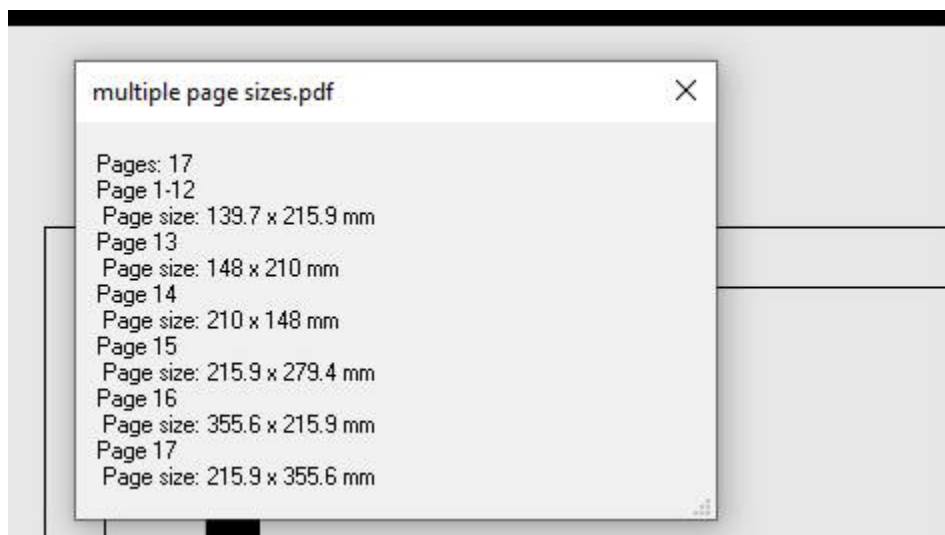 multiple page sizes.pdf
Pages: 17
Page 1-12
Page size: 139.7 x 215.9 mm
Page 13
Page size: 148 x 210 mm
Page 14
Page size: 210 x 148 mm
Page 15
Page size: 215.9 x 279.4 mm
Page 16
Page size: 355.6 x 215.9 mm
Page 17
Page size: 215.9 x 355.6 mm